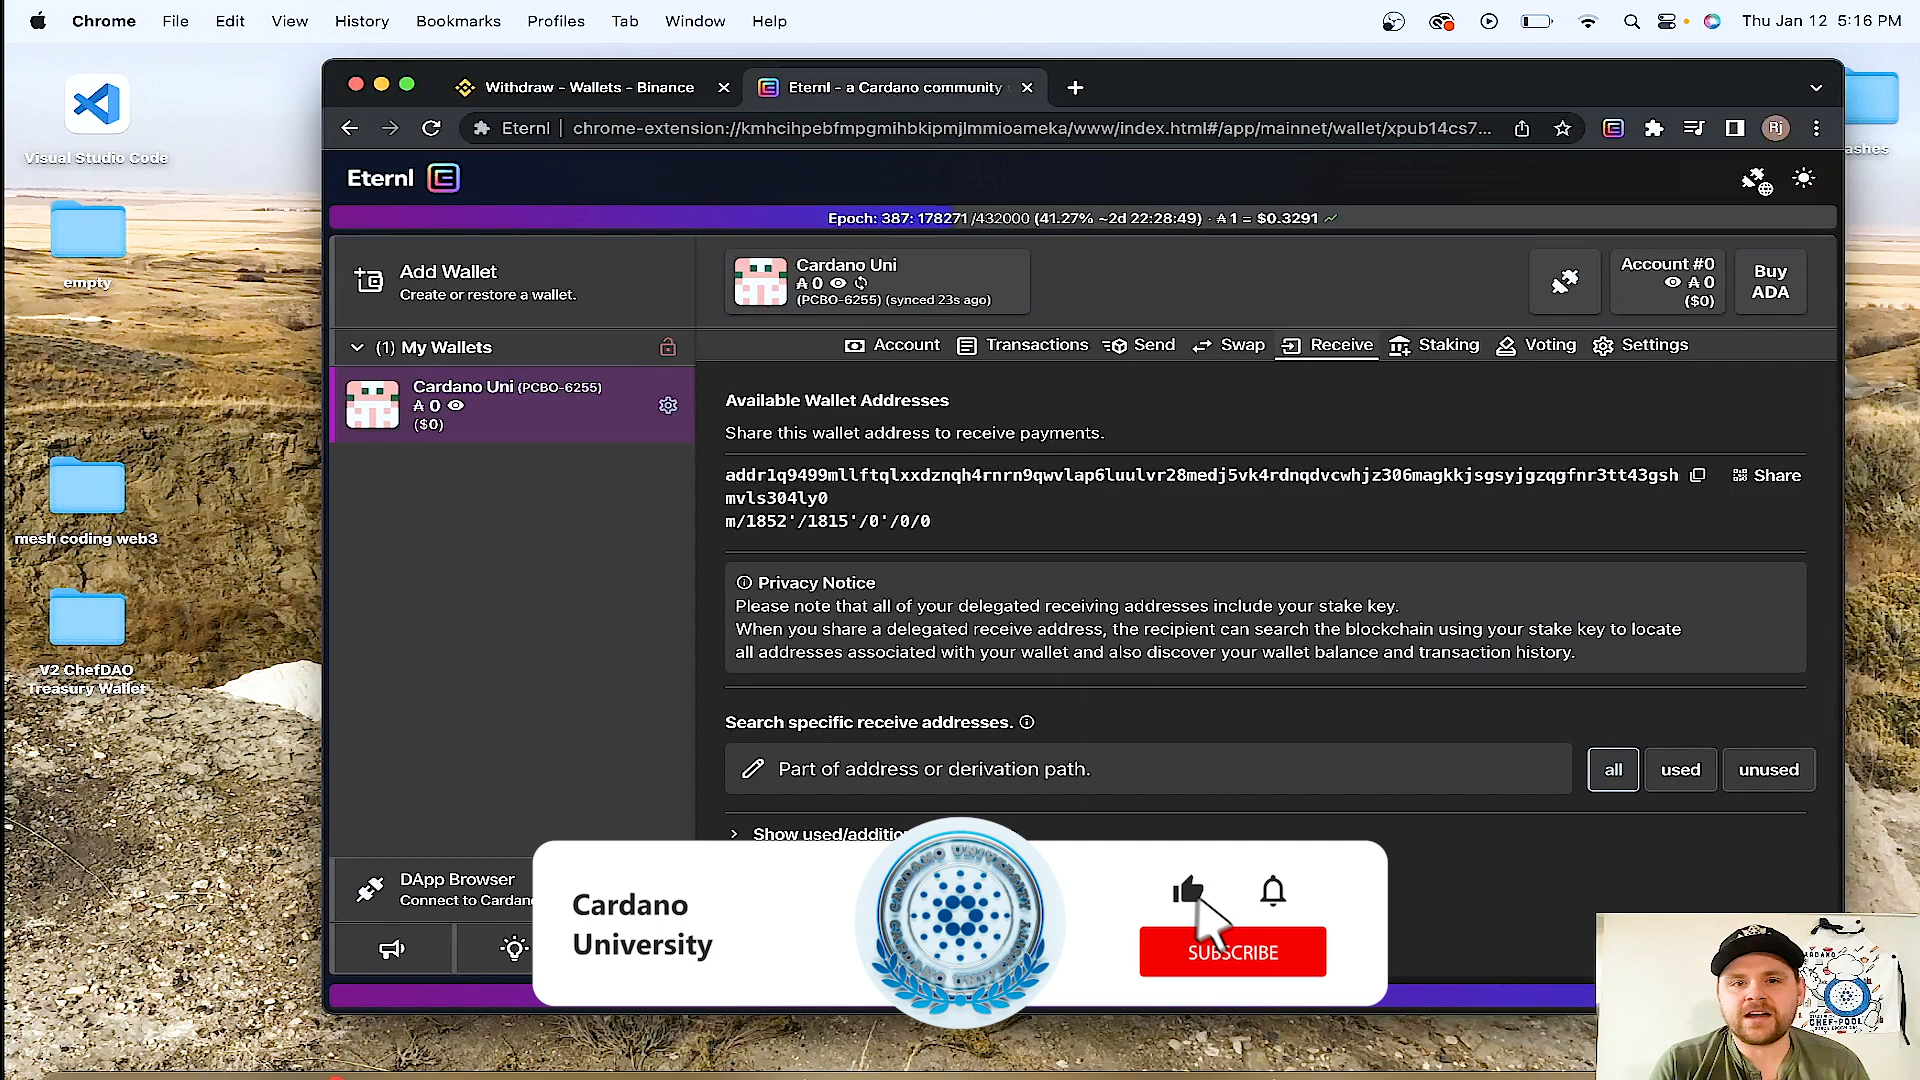 Chrome File Edit View History Bookmarks Profiles Tab Window Help Thu Jan 12 5:16 PM
Withdraw - Wallets - Binance
Eternl - a Cardano community
Eternl | chrome-extension://kmhcihpebfmpgmihbkipmjlmmioameka/www/index.html#/app/mainnet/wallet/xpub14cs7...
Rj
Eternl
Epoch: 387: 178271 /432000 (41.27% ~2d 22:28:49) · ₳ 1 = $0.3291
Add Wallet
Create or restore a wallet.
(1) My Wallets
Cardano Uni (PCBO-6255)
₳ 0
($0)
Cardano Uni
₳ 0
(PCBO-6255) (synced 23s ago)
Account #0
₳ 0
($0)
Buy
ADA
Account Transactions Send Swap Receive Staking Voting Settings
Available Wallet Addresses
Share this wallet address to receive payments.
addr1q9499mllftqlxxdznqh4rnrn9qwvlap6luulvr28medj5vk4rdnqdvcwhjz306magkkjsgsyjgzqgfnr3tt43gsh
mvls304ly0
Share
m/1852'/1815'/0'/0/0
Privacy Notice
Please note that all of your delegated receiving addresses include your stake key.
When you share a delegated receive address, the recipient can search the blockchain using your stake key to locate
all addresses associated with your wallet and also discover your wallet balance and transaction history.
Search specific receive addresses.
Part of address or derivation path.
all used unused
Show used/additio
DApp Browser
Connect to Cardan
Visual Studio Code
empty
mesh coding web3
V2 ChefDAO
Treasury Wallet
ashes
Cardano
University
CARDANO UNIVERSITY
CARDANO UNIVERSITY
SUBSCRIBE
CARDANO
CHEF-POOL